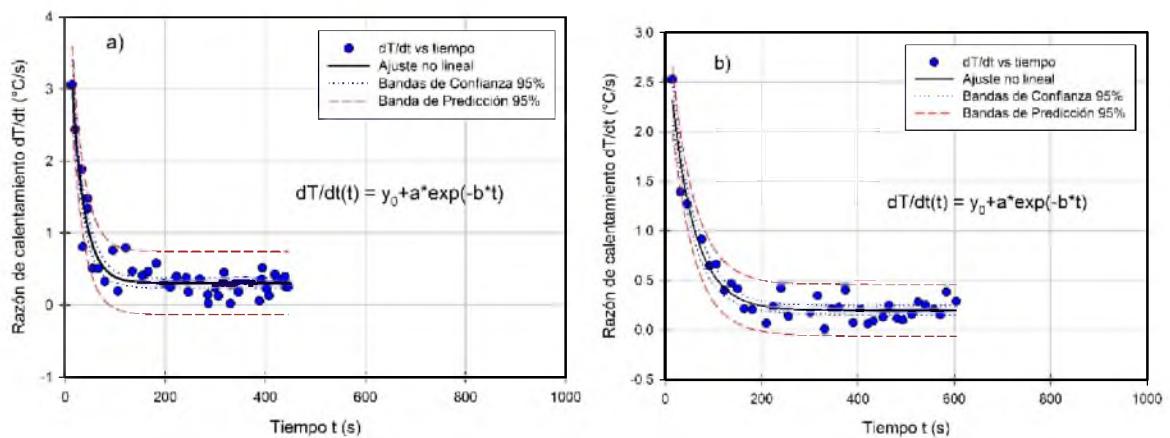 a)
dT/dt vs tiempo
Ajuste no lineal
Bandas de Confianza 95%
Banda de Predicción 95%
dT/dt(t) = y0+a*exp(-b*t)
Razón de calentamiento dT/dt (°C/s)
4
3
2
1
0
-1
0 200 400 600 800 1000
Tiempo t (s)
b)
dT/dt vs tiempo
Ajuste no lineal
Bandas de Confianza 95%
Bandas de Predicción 95%
dT/dt(t) = y0+a*exp(-b*t)
Razón de calentamiento dT/dt (°C/s)
3.0
2.5
2.0
1.5
1.0
0.5
0.0
-0.5
0 200 400 600 800 1000
Tiempo t (s)